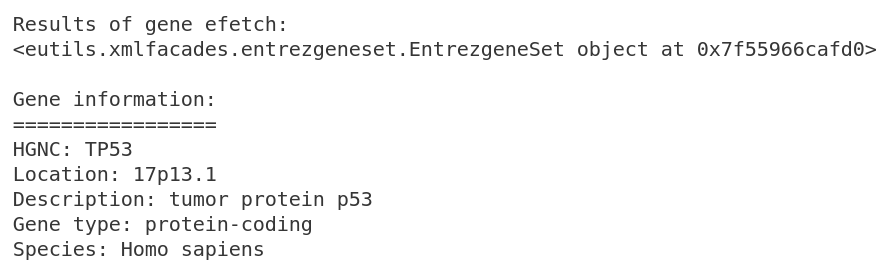 Results of gene efetch:
<eutils.xmlfacades.entrezgeneset.EntrezgeneSet object at 0x7f55966cafd0>
Gene information:
=================
HGNC: TP53
Location: 17p13.1
Description: tumor protein p53
Gene type: protein-coding
Species: Homo sapiens